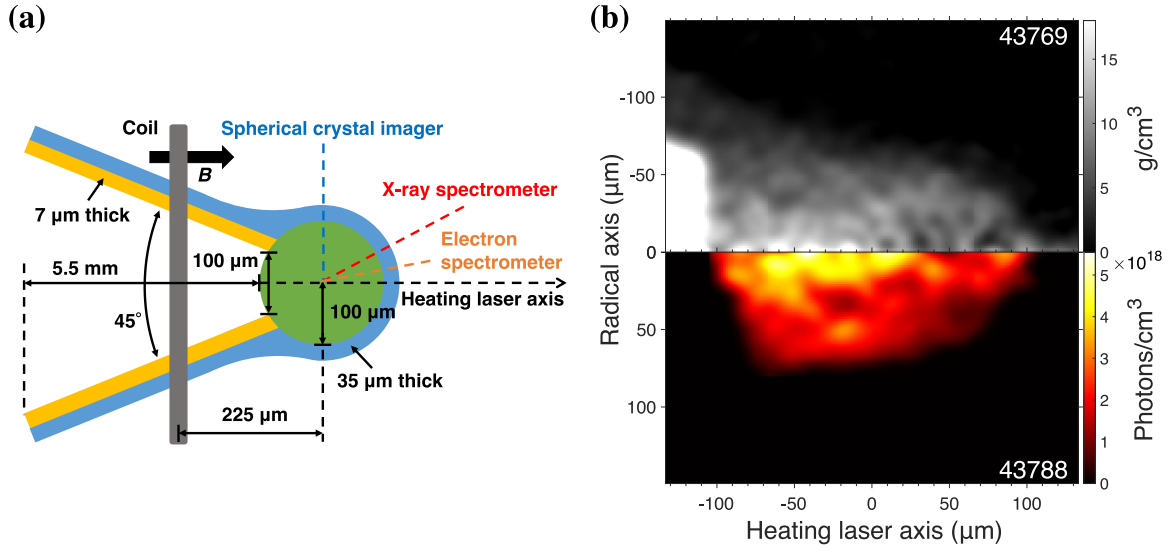 (a)
Coil
B
Spherical crystal imager
X-ray spectrometer
Electron
spectrometer
7 μm thick
5.5 mm
100 μm
Heating laser axis
100 μm
45°
35 μm thick
225 μm
(b)
43769
-100
-50
0
50
100
Radical axis (μm)
15
10
5
0
g/cm³
× 10¹⁸
5
4
3
2
1
0
Photons/cm³
43788
-100
-50
0
50
100
Heating laser axis (μm)